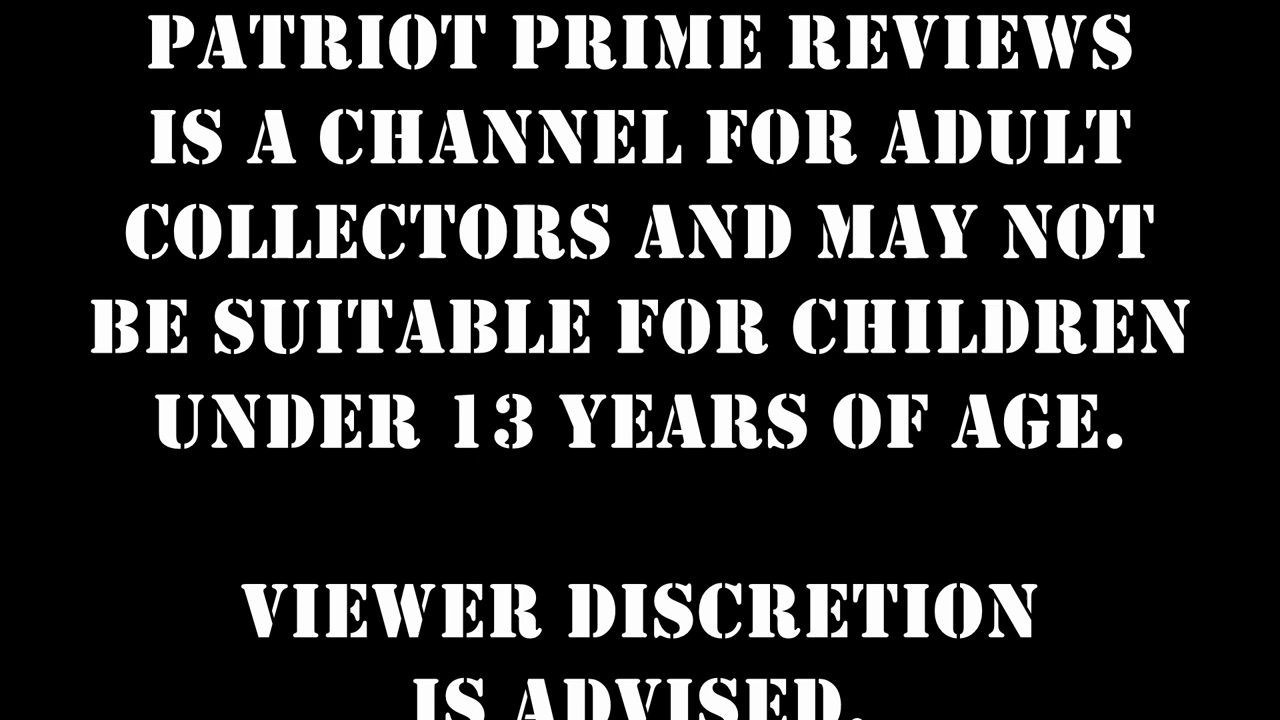 PATRIOT PRIME REVIEWS
IS A CHANNEL FOR ADULT
COLLECTORS AND MAY NOT
BE SUITABLE FOR CHILDREN
UNDER 13 YEARS OF AGE.
VIEWER DISCRETION
IS ADVISED.